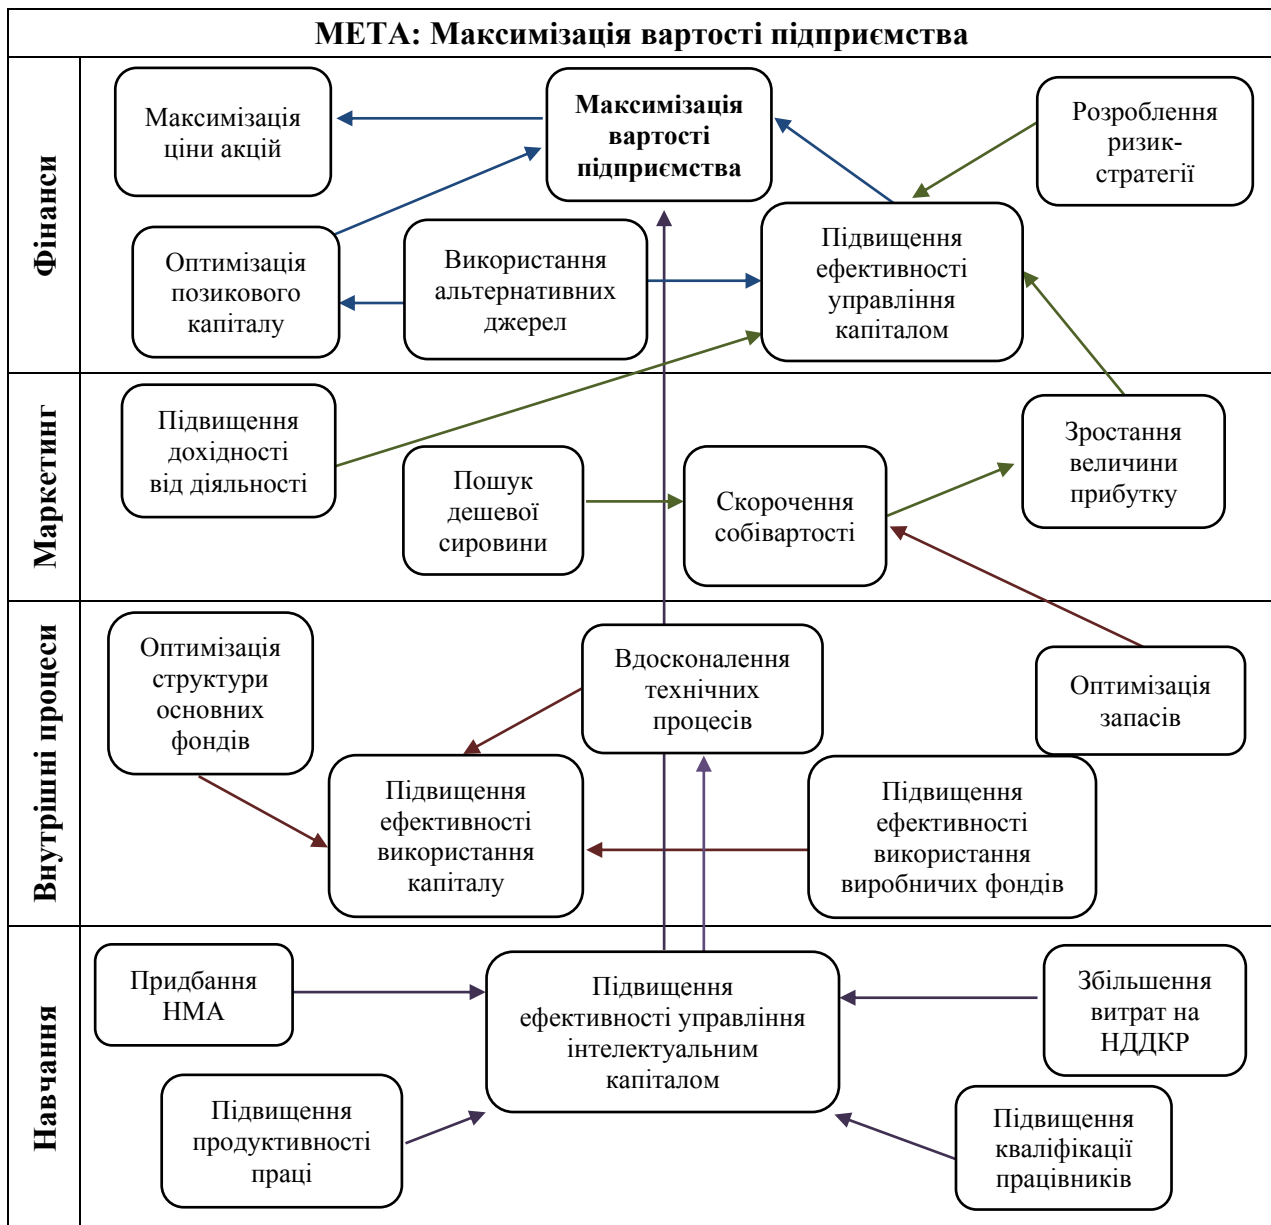 МЕТА: Максимізація вартості підприємства
Фінанси
Максимізація
ціни акцій
Максимізація
вартості
підприємства
Розроблення
ризик-
стратегії
Оптимізація
позикового
капіталу
Використання
альтернативних
джерел
Підвищення
ефективності
управління
капіталом
Маркетинг
Підвищення
дохідності
від діяльності
Пошук
дешевої
сировини
Скорочення
собівартості
Зростання
величини
прибутку
Внутрішні процеси
Оптимізація
структури
основних
фондів
Вдосконалення
технічних
процесів
Оптимізація
запасів
Підвищення
ефективності
використання
капіталу
Підвищення
ефективності
використання
виробничих фондів
Навчання
Придбання
НМА
Підвищення
ефективності управління
інтелектуальним
капіталом
Збільшення
витрат на
НДДКР
Підвищення
продуктивності
праці
Підвищення
кваліфікації
працівників